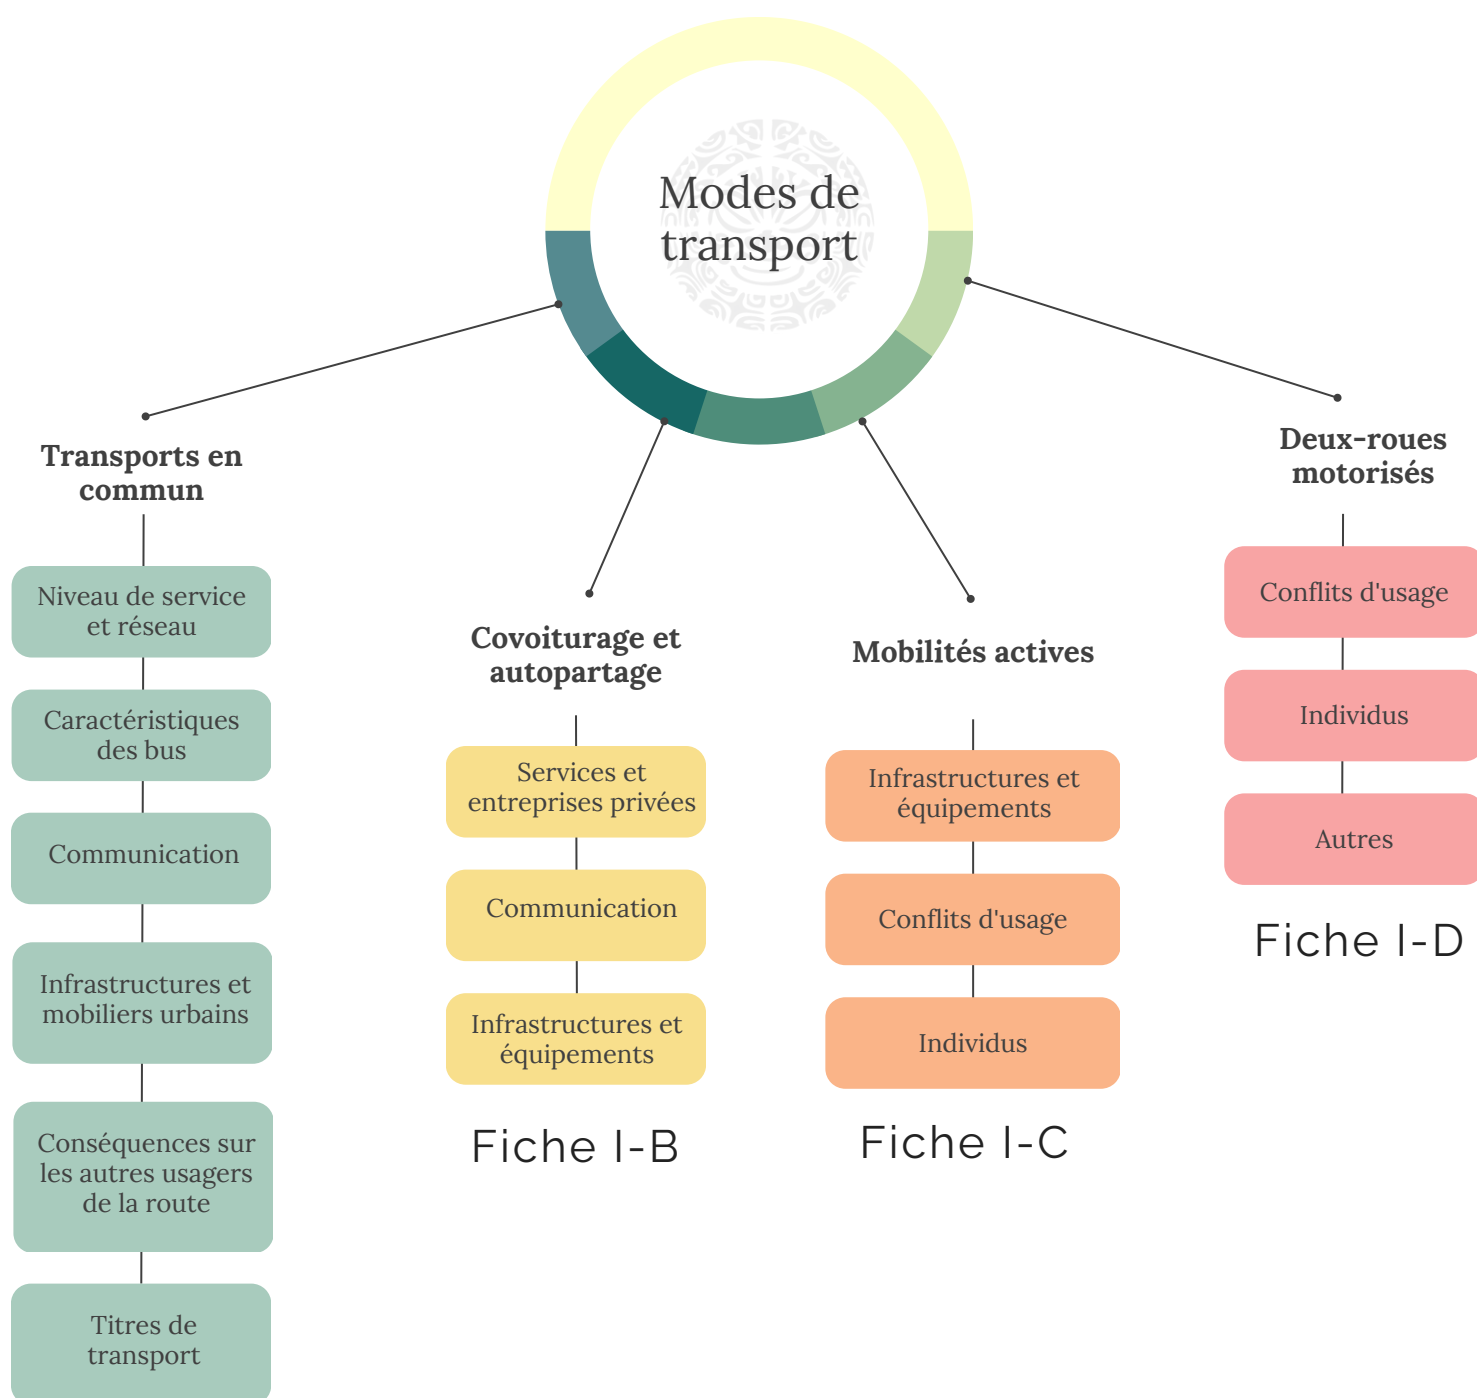 Modes de
transport
Transports en
commun
Niveau de service
et réseau
Caractéristiques
des bus
Communication
Infrastructures et
mobiliers urbains
Conséquences sur
les autres usagers
de la route
Titres de
transport
Covoiturage et
autopartage
Services et
entreprises privées
Communication
Infrastructures et
équipements
Fiche I-B
Mobilités actives
Infrastructures et
équipements
Conflits d'usage
Individus
Fiche I-C
Deux-roues
motorisés
Conflits d'usage
Individus
Autres
Fiche I-D